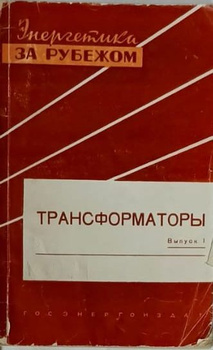 Энергетика
ЗА РУБЕЖОМ
ТРАНСФОРМАТОРЫ
Выпуск 1
ГОСЭНЕРГОИЗДАТ